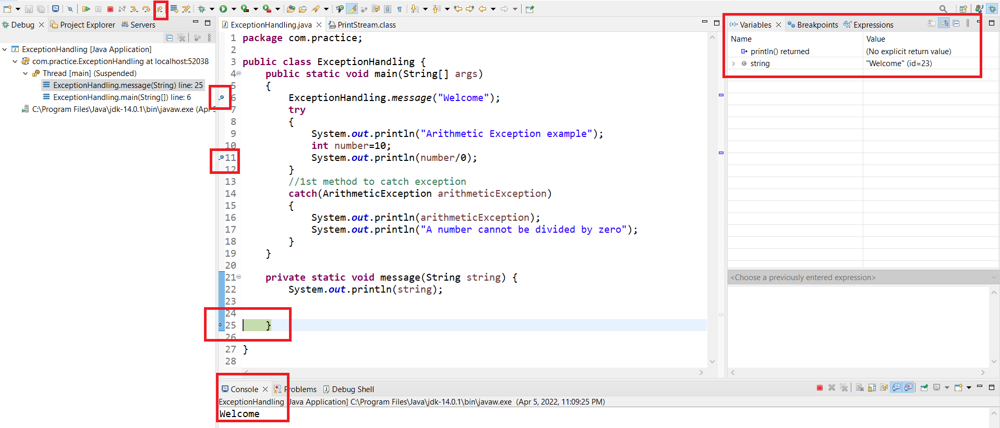 Debug
Project Explorer
Servers
ExceptionHandling [Java Application]
com.practice.ExceptionHandling at localhost:52038
Thread [main] (Suspended)
ExceptionHandling.message(String) line: 25
ExceptionHandling.main(String[]) line: 6
C:\Program Files\Java\jdk-14.0.1\bin\javaw.exe (Apr 5
ExceptionHandling.java
PrintStream.class
1 package com.practice;
2
3 public class ExceptionHandling {
4     public static void main(String[] args)
5     {
6         ExceptionHandling.message("Welcome");
7         try
8         {
9             System.out.println("Arithmetic Exception example");
10             int number=10;
11             System.out.println(number/0);
12         }
13         //1st method to catch exception
14         catch(ArithmeticException arithmeticException)
15         {
16             System.out.println(arithmeticException);
17             System.out.println("A number cannot be divided by zero");
18         }
19     }
20
21     private static void message(String string) {
22         System.out.println(string);
23
24
25     }
26
27 }
28
Variables
Breakpoints
Expressions
Name Value
println() returned (No explicit return value)
string "Welcome" (id=23)
<Choose a previously entered expression>
Console
Problems
Debug Shell
ExceptionHandling [Java Application] C:\Program Files\Java\jdk-14.0.1\bin\javaw.exe (Apr 5, 2022, 11:09:25 PM)
Welcome